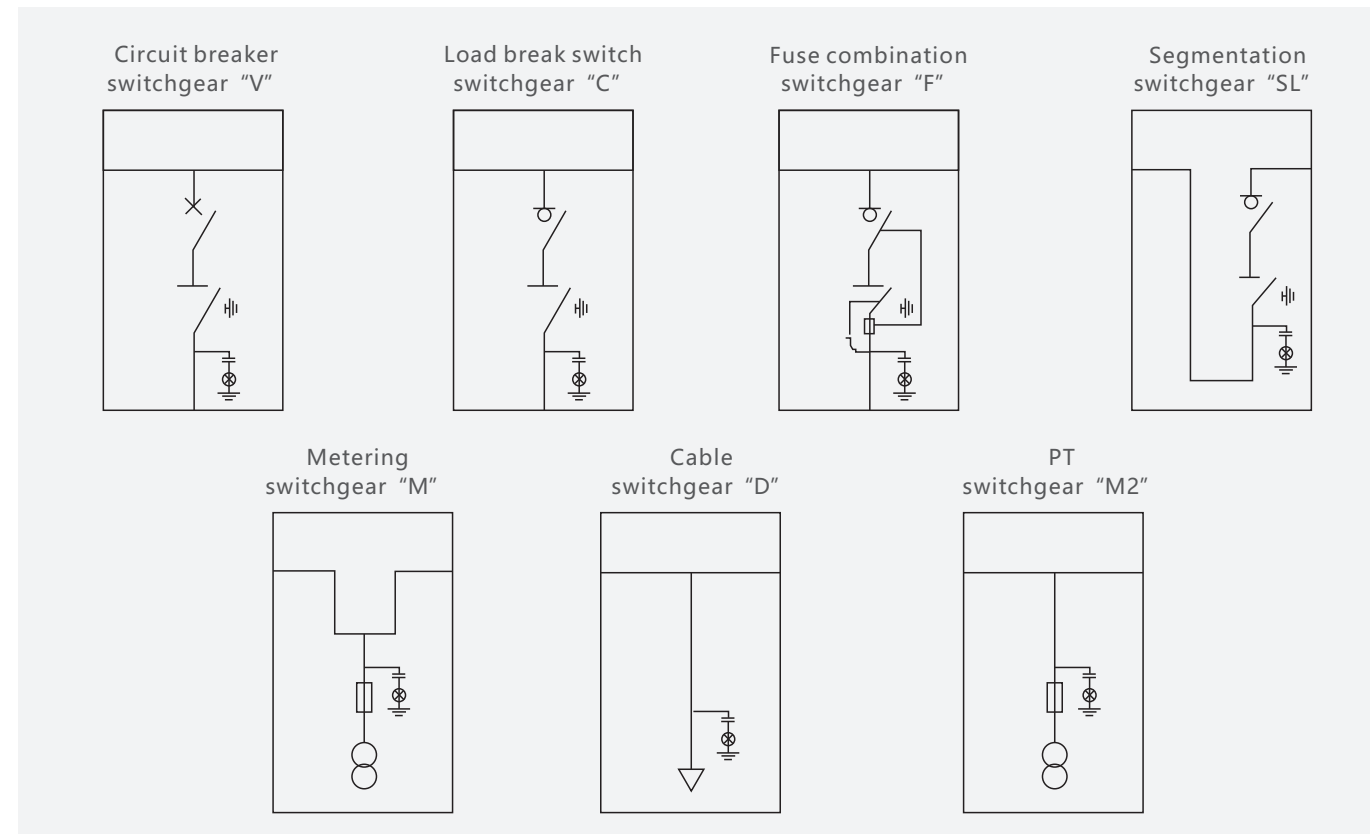 Circuit breaker
switchgear “V”
Load break switch
switchgear “C”
Fuse combination
switchgear “F”
Segmentation
switchgear “SL”
Metering
switchgear “M”
Cable
switchgear “D”
PT
switchgear “M2”